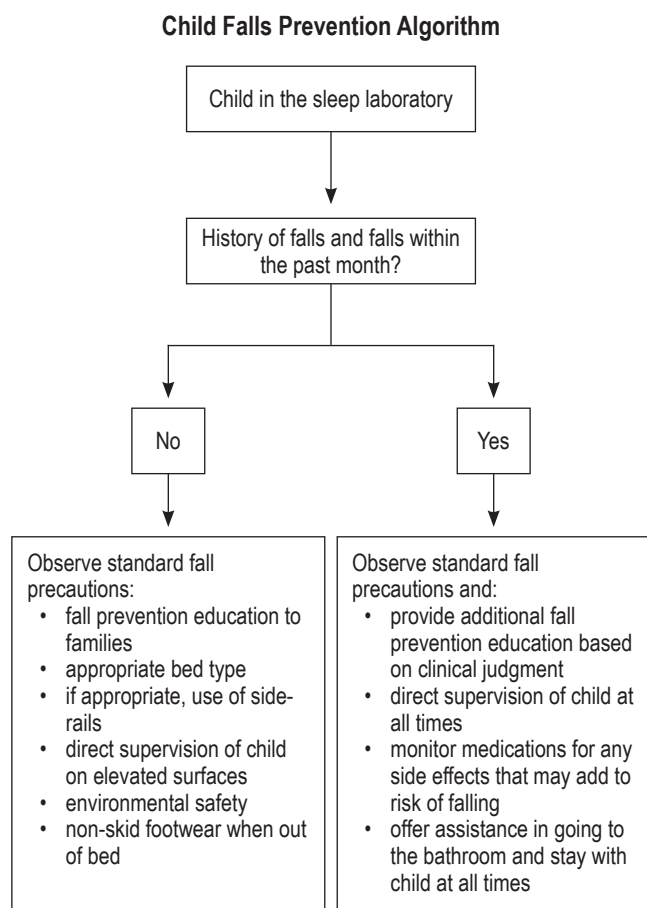 Child Falls Prevention Algorithm
Child in the sleep laboratory
History of falls and falls within
the past month?
No
Yes
Observe standard fall
precautions:
• fall prevention education to
families
• appropriate bed type
• if appropriate, use of side-
rails
• direct supervision of child
on elevated surfaces
• environmental safety
• non-skid footwear when out
of bed
Observe standard fall
precautions and:
• provide additional fall
prevention education based
on clinical judgment
• direct supervision of child at
all times
• monitor medications for any
side effects that may add to
risk of falling
• offer assistance in going to
the bathroom and stay with
child at all times